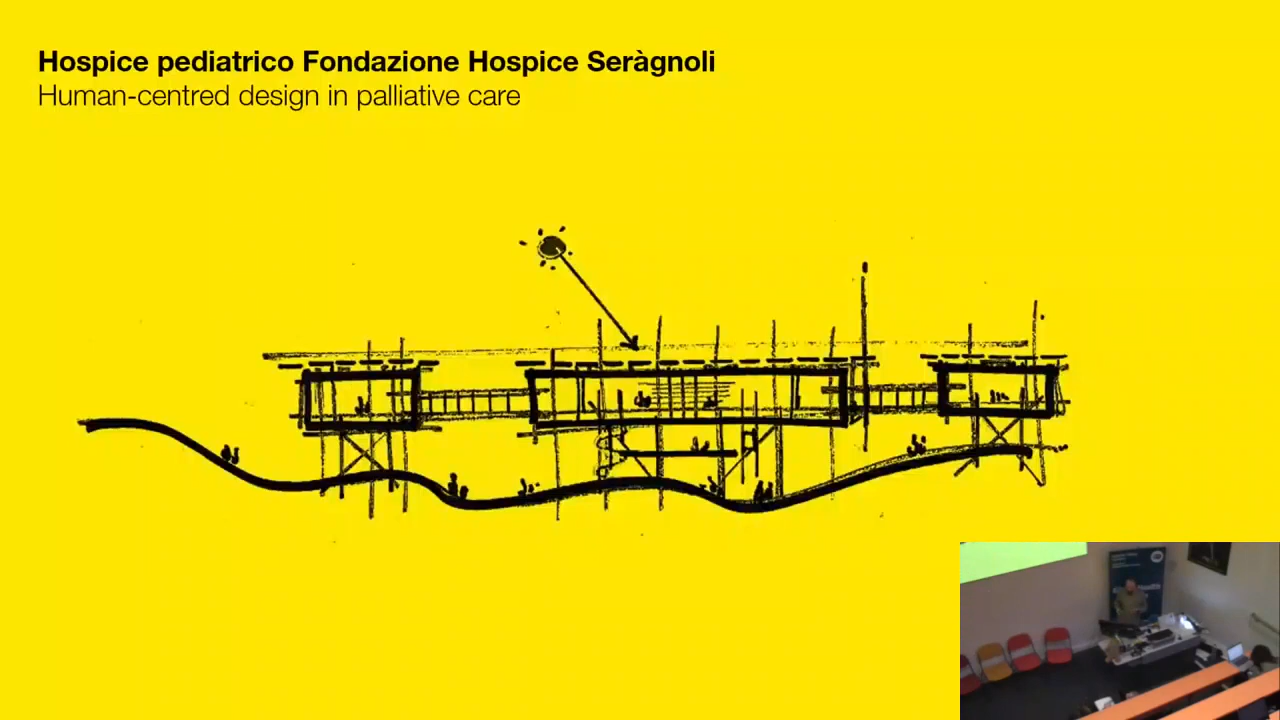 Hospice pediatrico Fondazione Hospice Seràgnoli
Human-centred design in palliative care